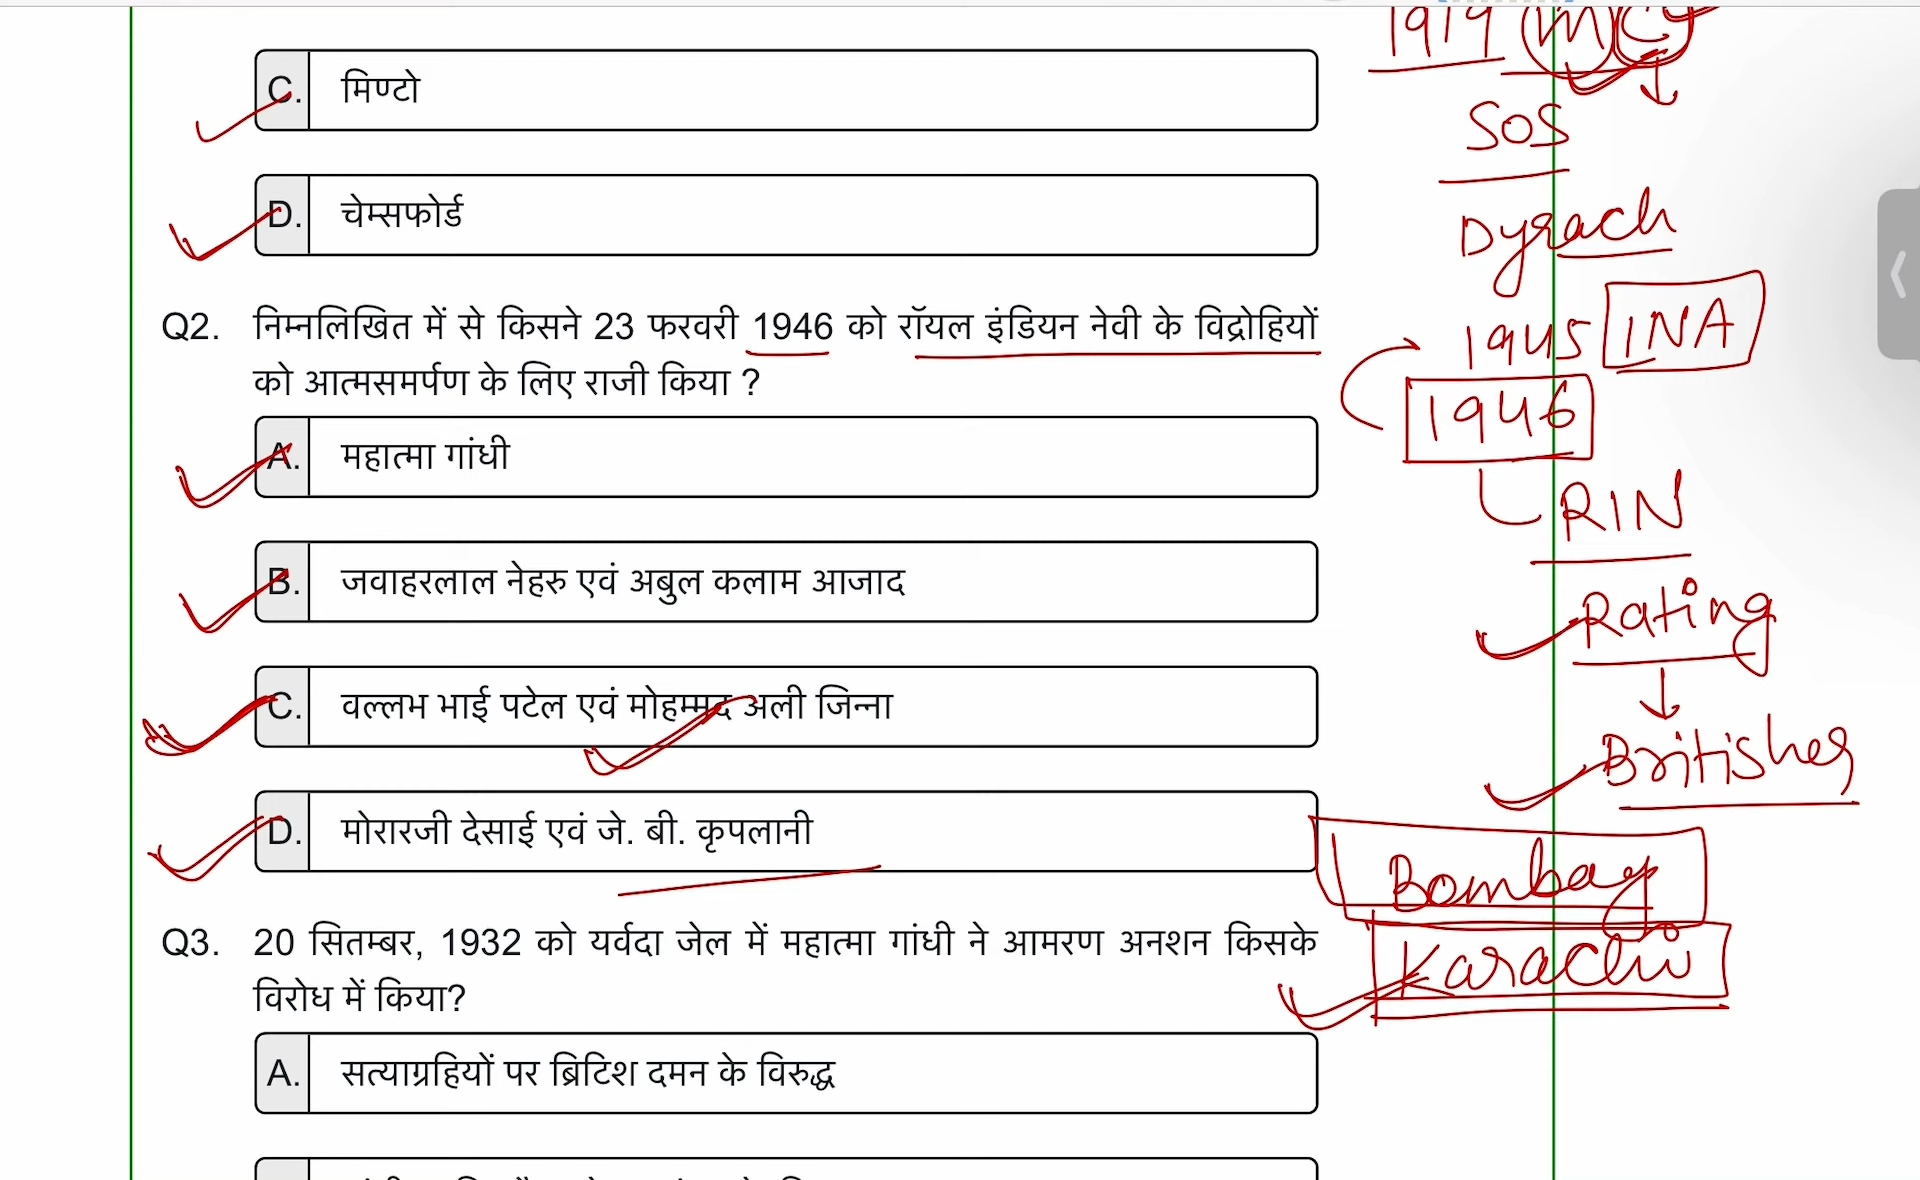 C. मिण्टो
D. चेम्सफोर्ड
Q2. निम्नलिखित में से किसने 23 फरवरी 1946 को रॉयल इंडियन नेवी के विद्रोहियों
को आत्मसमर्पण के लिए राजी किया ?
A. महात्मा गांधी
B. जवाहरलाल नेहरु एवं अबुल कलाम आजाद
C. वल्लभ भाई पटेल एवं मोहम्मद अली जिन्ना
D. मोरारजी देसाई एवं जे. बी. कृपलानी
Q3. 20 सितम्बर, 1932 को यर्वदा जेल में महात्मा गांधी ने आमरण अनशन किसके
विरोध में किया?
A. सत्याग्रहियों पर ब्रिटिश दमन के विरुद्ध
1919 MC
SOS
Dyrach
1945 INA
1946
RIN
Rating
Britisher
Bombay
Karachi